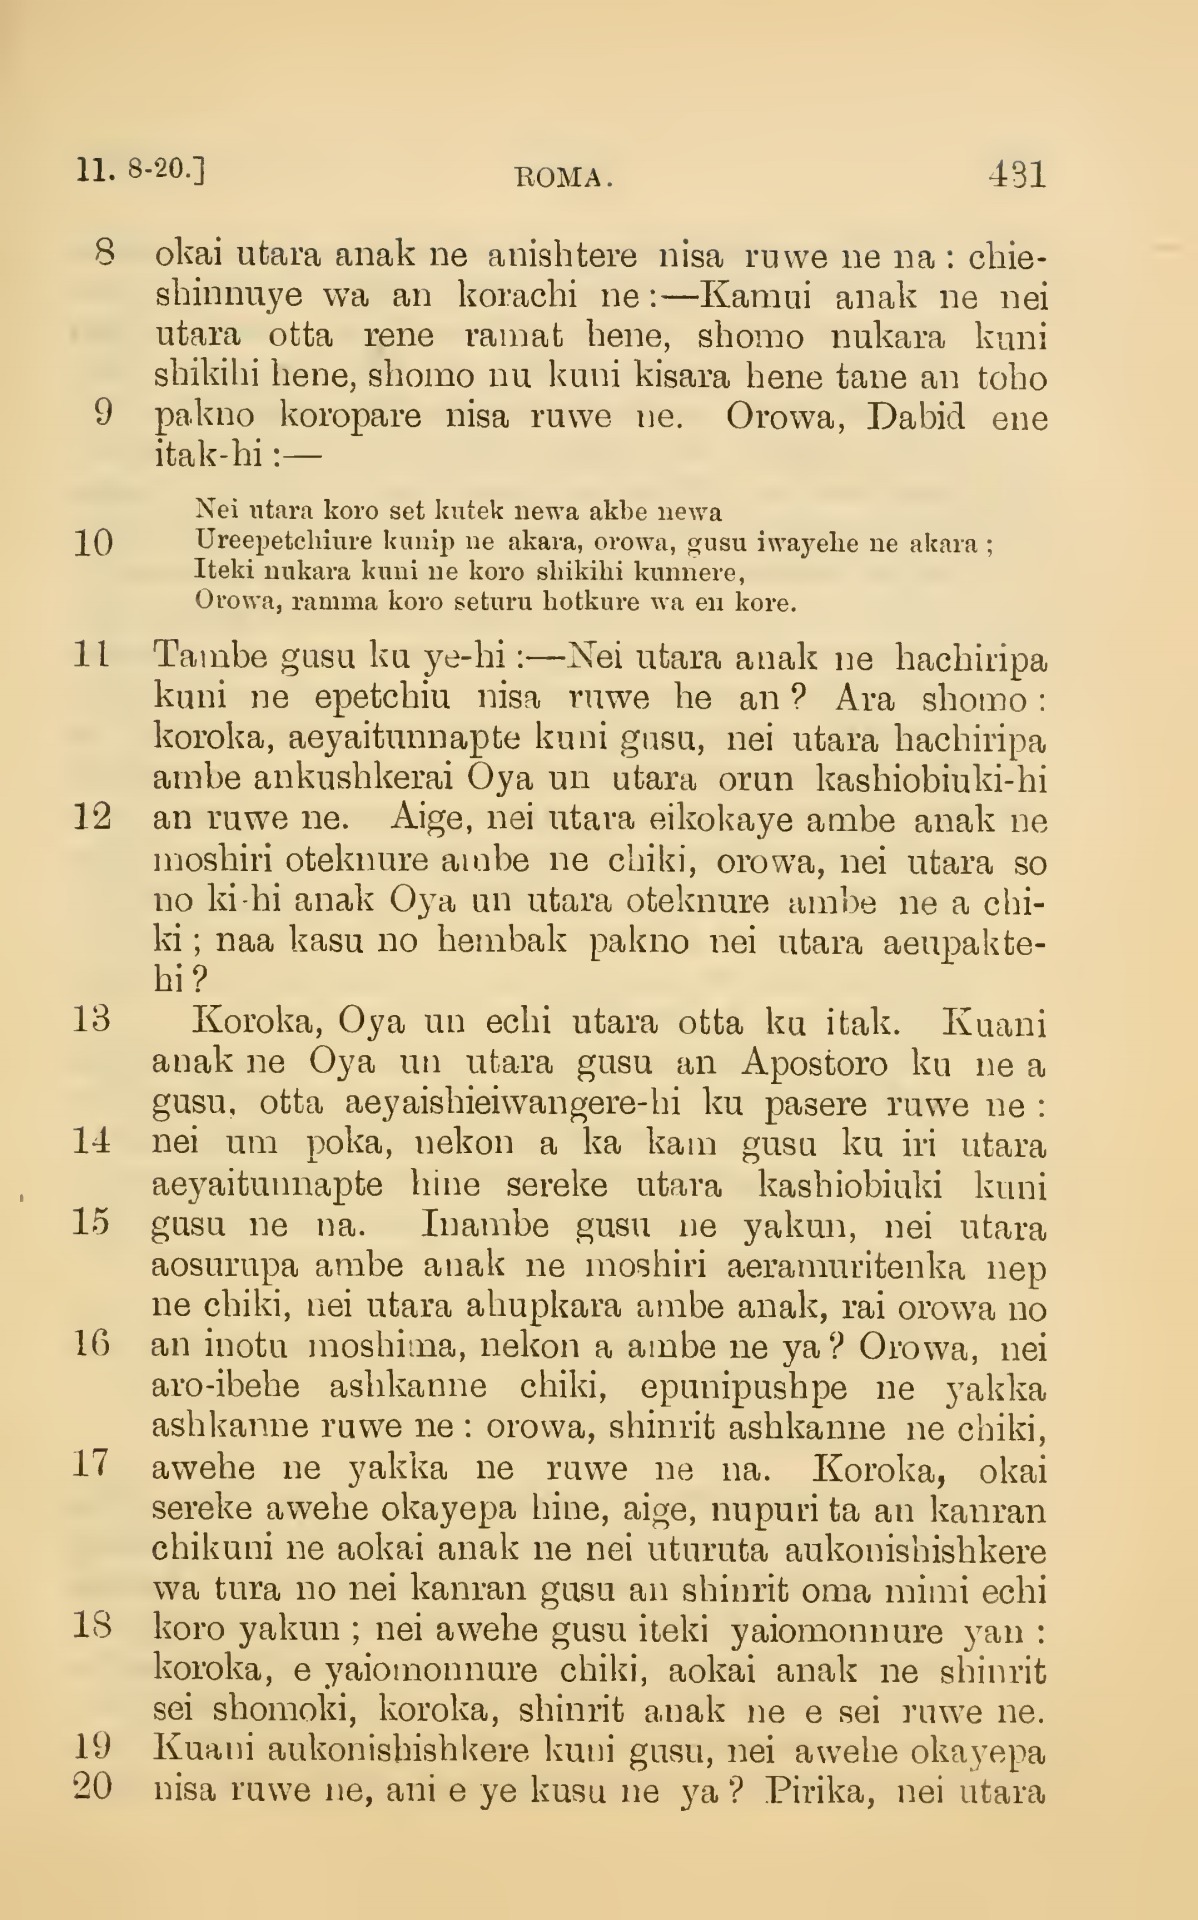 11. 8-20.] ROMA. 431
8 okai utara anak ne anishtere nisa ruwe ne na : chie-
shinnuye wa an korachi ne :—Kamui anak ne nei
utara otta rene ramat hene, shomo nukara kuni
shikihi hene, shomo nu kuni kisara hene tane an toho
9 pakno koropare nisa ruwe ne. Orowa, Dabid ene
itak-hi :—
Nei utara koro set kutek newa akbe newa
10 Ureepetchiure kunip ne akara, orowa, gusu iwayehe ne akara ;
Iteki nukara kuni ne koro shikihi kunnere,
Orowa, ramma koro seturu hotkure wa en kore.
11 Tambe gusu ku ye-hi :—Nei utara anak ne hachiripa
kuni ne epetchiu nisa ruwe he an ? Ara shomo :
koroka, aeyaitunnapte kuni gusu, nei utara hachiripa
ambe ankushkerai Oya un utara orun kashiobiuki-hi
12 an ruwe ne. Aige, nei utara eikokaye ambe anak ne
moshiri oteknure ambe ne chiki, orowa, nei utara so
no ki-hi anak Oya un utara oteknure ambe ne a chi-
ki ; naa kasu no hembak pakno nei utara aeupakte-
hi ?
13 Koroka, Oya un echi utara otta ku itak. Kuani
anak ne Oya un utara gusu an Apostoro ku ne a
gusu, otta aeyaishieiwangere-hi ku pasere ruwe ne :
14 nei um poka, nekon a ka kam gusu ku iri utara
aeyaitunnapte hine sereke utara kashiobiuki kuni
15 gusu ne na. Inambe gusu ne yakun, nei utara
aosurupa ambe anak ne moshiri aeramuritenka nep
ne chiki, nei utara ahupkara ambe anak, rai orowa no
16 an inotu moshima, nekon a ambe ne ya ? Orowa, nei
aro-ibehe ashkanne chiki, epunipushpe ne yakka
ashkanne ruwe ne : orowa, shinrit ashkanne ne chiki,
17 awehe ne yakka ne ruwe ne na. Koroka, okai
sereke awehe okayepa hine, aige, nupuri ta an kanran
chikuni ne aokai anak ne nei uturuta aukonishishkere
wa tura no nei kanran gusu an shinrit oma mimi echi
18 koro yakun ; nei awehe gusu iteki yaiomonnure yan :
koroka, e yaiomonnure chiki, aokai anak ne shinrit
sei shomoki, koroka, shinrit anak ne e sei ruwe ne.
19 Kuani aukonishishkere kuni gusu, nei awehe okayepa
20 nisa ruwe ne, ani e ye kusu ne ya ? Pirika, nei utara